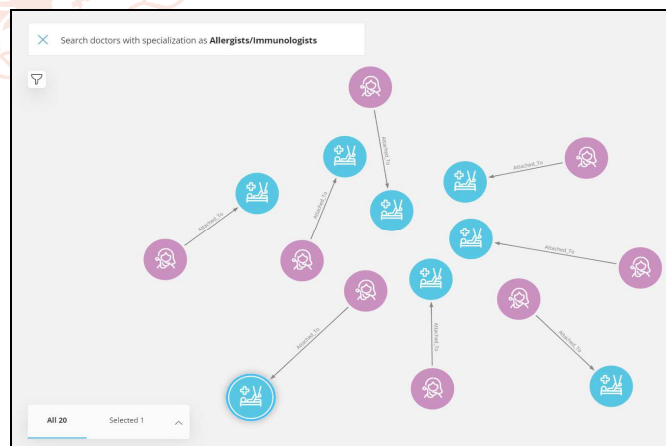 Search doctors with specialization as Allergists/Immunologists
Attached_To
Attached_To
Attached_To
Attached_To
Attached_To
Attached_To
Attached_To
Attached_To
All 20 Selected 1